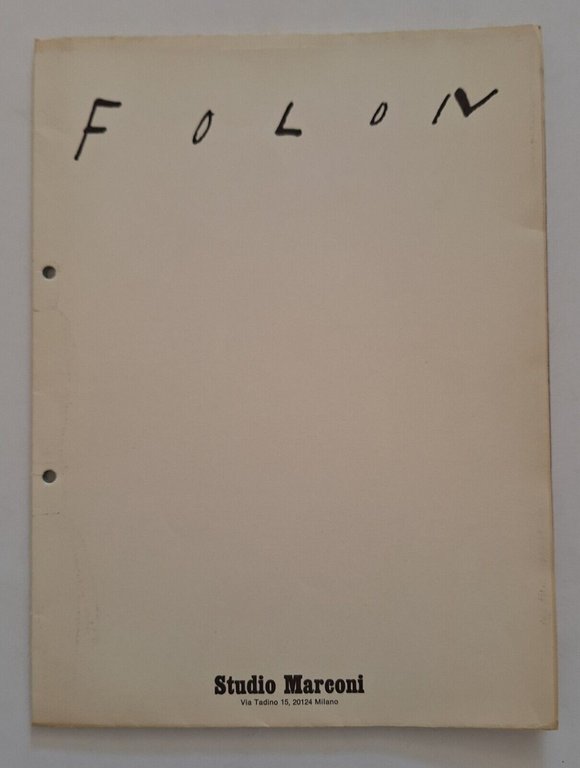 FOLON
Studio Marconi
Via Tadino 15, 20124 Milano